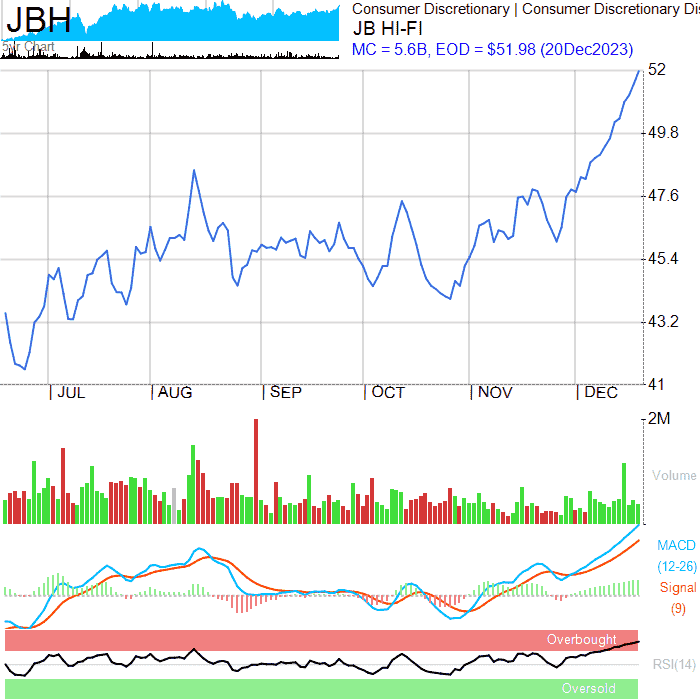 JBH
5yr Chart
Consumer Discretionary | Consumer Discretionary Dis
JB HI-FI
MC = 5.6B, EOD = $51.98 (20Dec2023)
52
49.8
47.6
45.4
43.2
41
| JUL | AUG | SEP | OCT | NOV | DEC
2M
Volume
MACD
(12-26)
Signal
(9)
Overbought
RSI(14)
Oversold